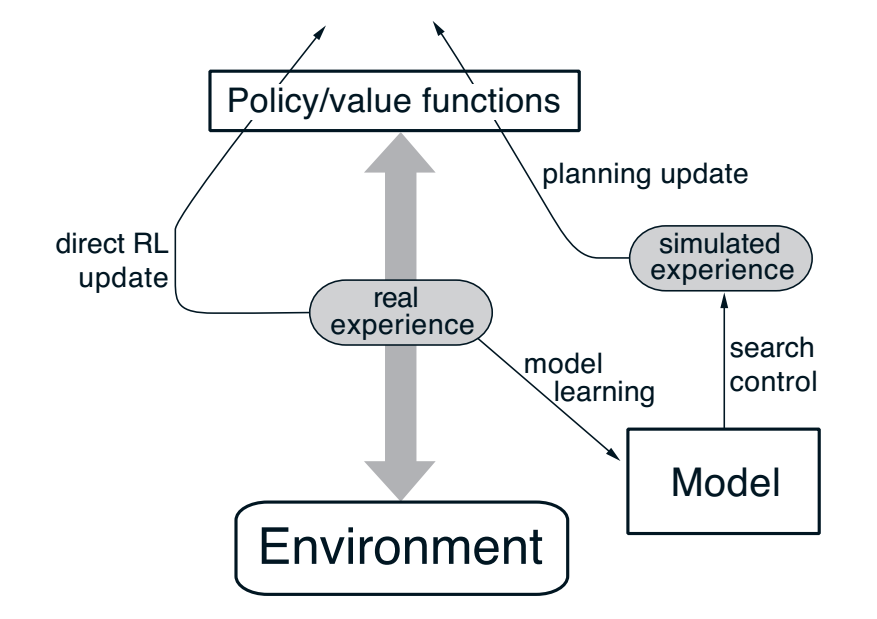 Policy/value functions
planning update
direct RL
update
simulated
experience
real
experience
model
learning
search
control
Model
Environment